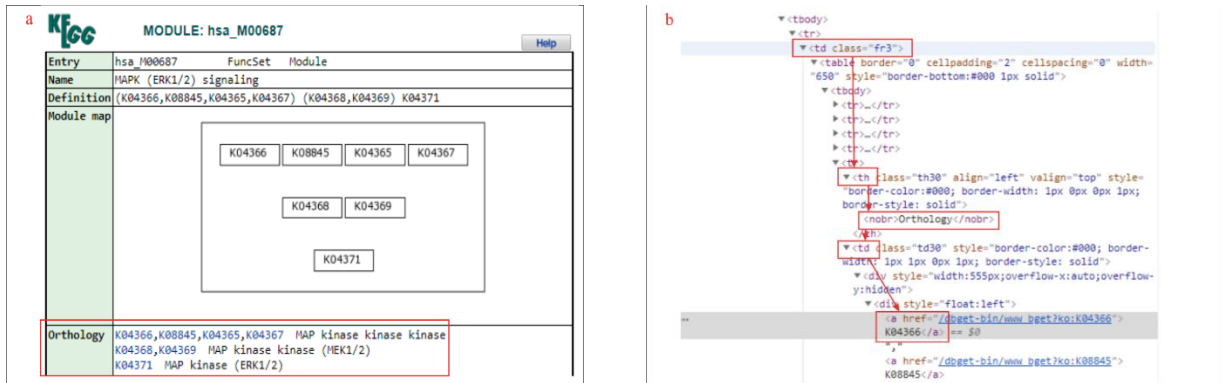 a
KEGG
MODULE: hsa_M00687
Help
Entry hsa_M00687 FuncSet Module
Name MAPK (ERK1/2) signaling
Definition (K04366,K08845,K04365,K04367) (K04368,K04369) K04371
Module map
K04366 K08845 K04365 K04367
K04368 K04369
K04371
Orthology K04366,K08845,K04365,K04367 MAP kinase kinase kinase
K04368,K04369 MAP kinase kinase (MEK1/2)
K04371 MAP kinase (ERK1/2)
b
▼<tbody>
▼<tr>
▼<td class="fr3">
▼<table border="0" cellpadding="2" cellspacing="0" width=
"650" style="border-bottom:#000 1px solid">
▼<tbody>
▶<tr>…</tr>
▶<tr>…</tr>
▶<tr>…</tr>
▶<tr>…</tr>
▼<tr>
▼<th class="th30" align="left" valign="top" style=
"border-color:#000; border-width: 1px 0px 0px 1px;
border-style: solid">
<nobr>Orthology</nobr>
</th>
▼<td class="td30" style="border-color:#000; border-
width: 1px 1px 0px 1px; border-style: solid">
▼<div style="width:555px;overflow-x:auto;overflow-
y:hidden">
▼<div style="float:left">
<a href="/dbget-bin/www_bget?ko:K04366">
K04366</a> == $0
","
<a href="/dbget-bin/www_bget?ko:K08845">
K08845</a>